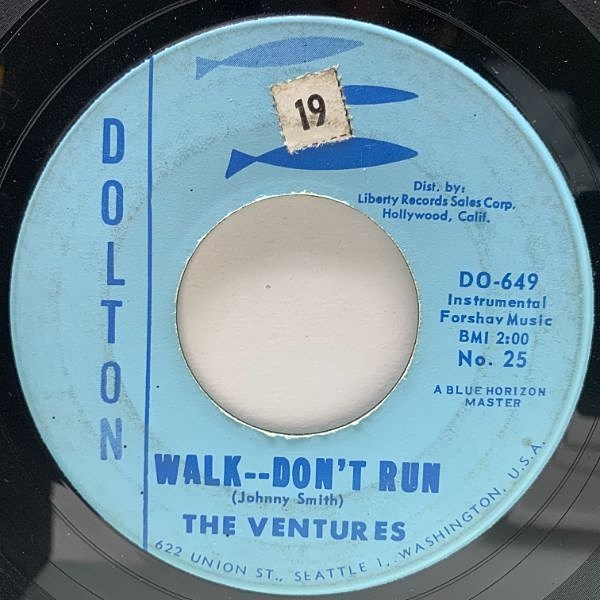 DOLTON
19
Dist. by:
Liberty Records Sales Corp.
Hollywood, Calif.
DO-649
Instrumental
Forshay Music
BMI 2:00
No. 25
A BLUE HORIZON
MASTER
WALK--DON'T RUN
(Johnny Smith)
THE VENTURES
622 UNION ST., SEATTLE 1, WASHINGTON, U.S.A.